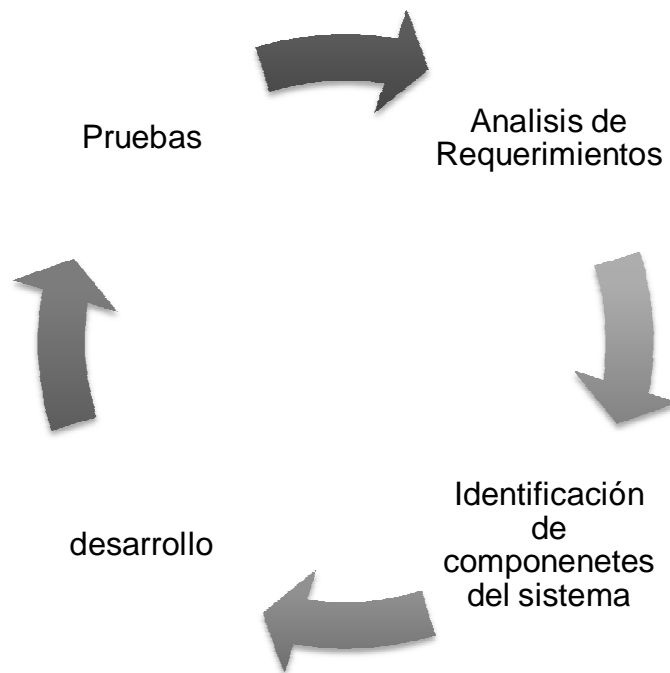 Pruebas
Analisis de
Requerimientos
Identificación
de
componenetes
del sistema
desarrollo